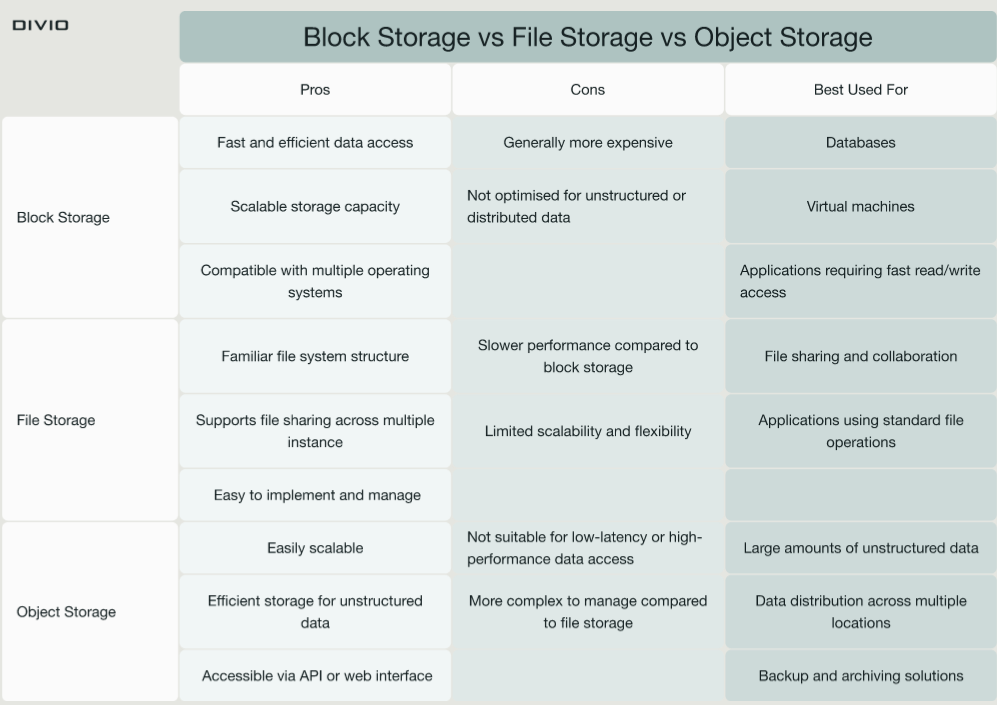 DIVIO
Block Storage vs File Storage vs Object Storage
Pros
Cons
Best Used For
Block Storage
Fast and efficient data access
Generally more expensive
Databases
Scalable storage capacity
Not optimised for unstructured or
distributed data
Virtual machines
Compatible with multiple operating
systems
Applications requiring fast read/write
access
File Storage
Familiar file system structure
Slower performance compared to
block storage
File sharing and collaboration
Supports file sharing across multiple
instance
Limited scalability and flexibility
Applications using standard file
operations
Easy to implement and manage
Object Storage
Easily scalable
Not suitable for low-latency or high-
performance data access
Large amounts of unstructured data
Efficient storage for unstructured
data
More complex to manage compared
to file storage
Data distribution across multiple
locations
Accessible via API or web interface
Backup and archiving solutions